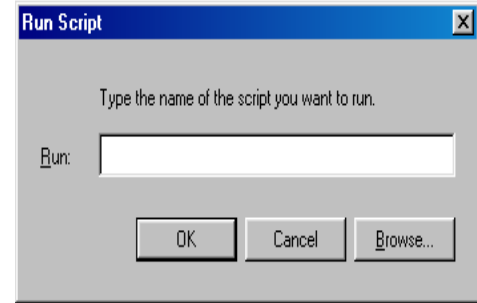 Run Script
Type the name of the script you want to run.
Run:
OK Cancel Browse...